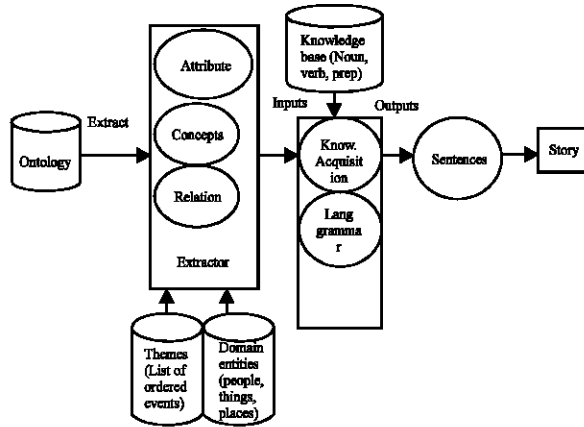 Attribute
Concepts
Relation
Extractor
Extract
Ontology
Themes
(List of
ordered
events)
Domain
entities
(people,
things,
places)
Knowledge
base (Noun,
verb, prep)
Inputs
Outputs
Know.
Acquisit
ion
Lang
gramma
r
Sentences
Story